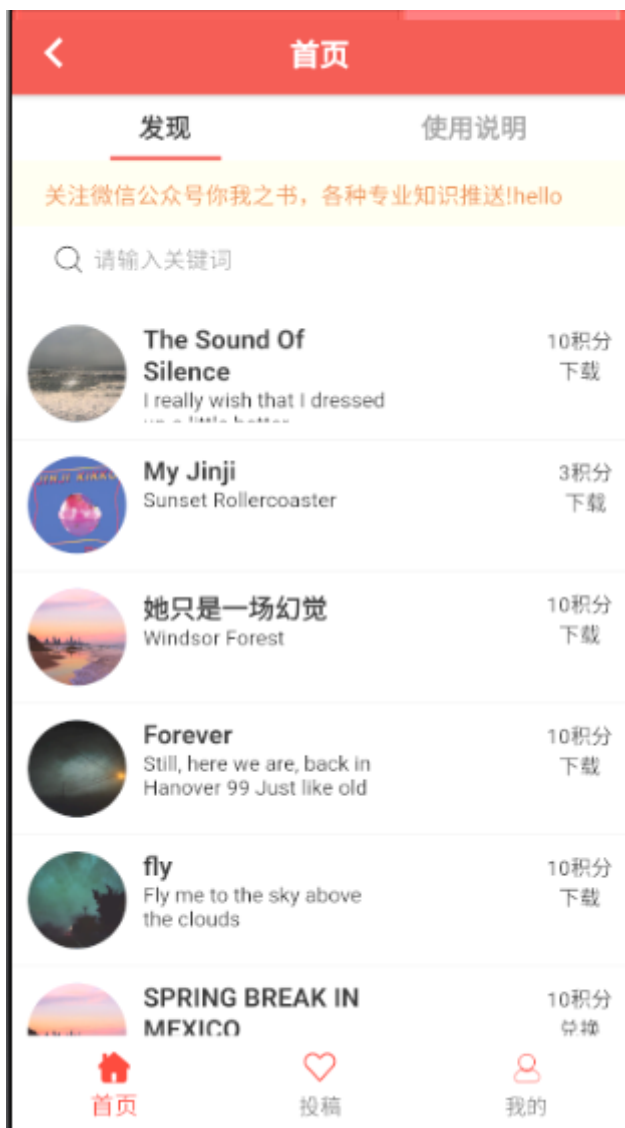 首页
发现
使用说明
关注微信公众号你我之书，各种专业知识推送!hello
请输入关键词
The Sound Of
Silence
I really wish that I dressed
up a little better
10积分
下载
My Jinji
Sunset Rollercoaster
3积分
下载
她只是一场幻觉
Windsor Forest
10积分
下载
Forever
Still, here we are, back in
Hanover 99 Just like old
10积分
下载
fly
Fly me to the sky above
the clouds
10积分
下载
SPRING BREAK IN
MEXICO
10积分
兑换
首页
投稿
我的